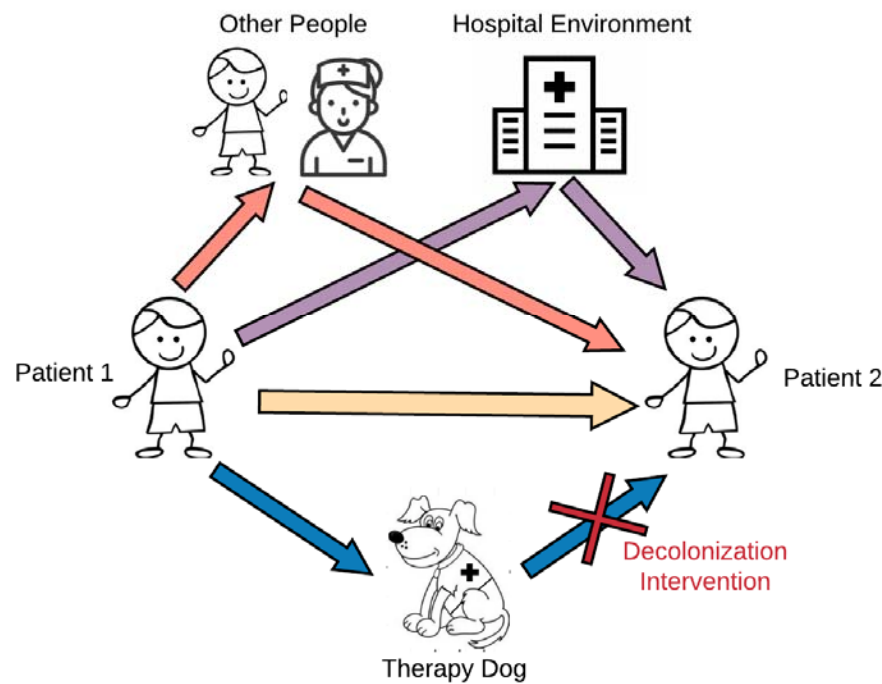 Other People
Hospital Environment
Patient 1
Patient 2
Decolonization
Intervention
Therapy Dog